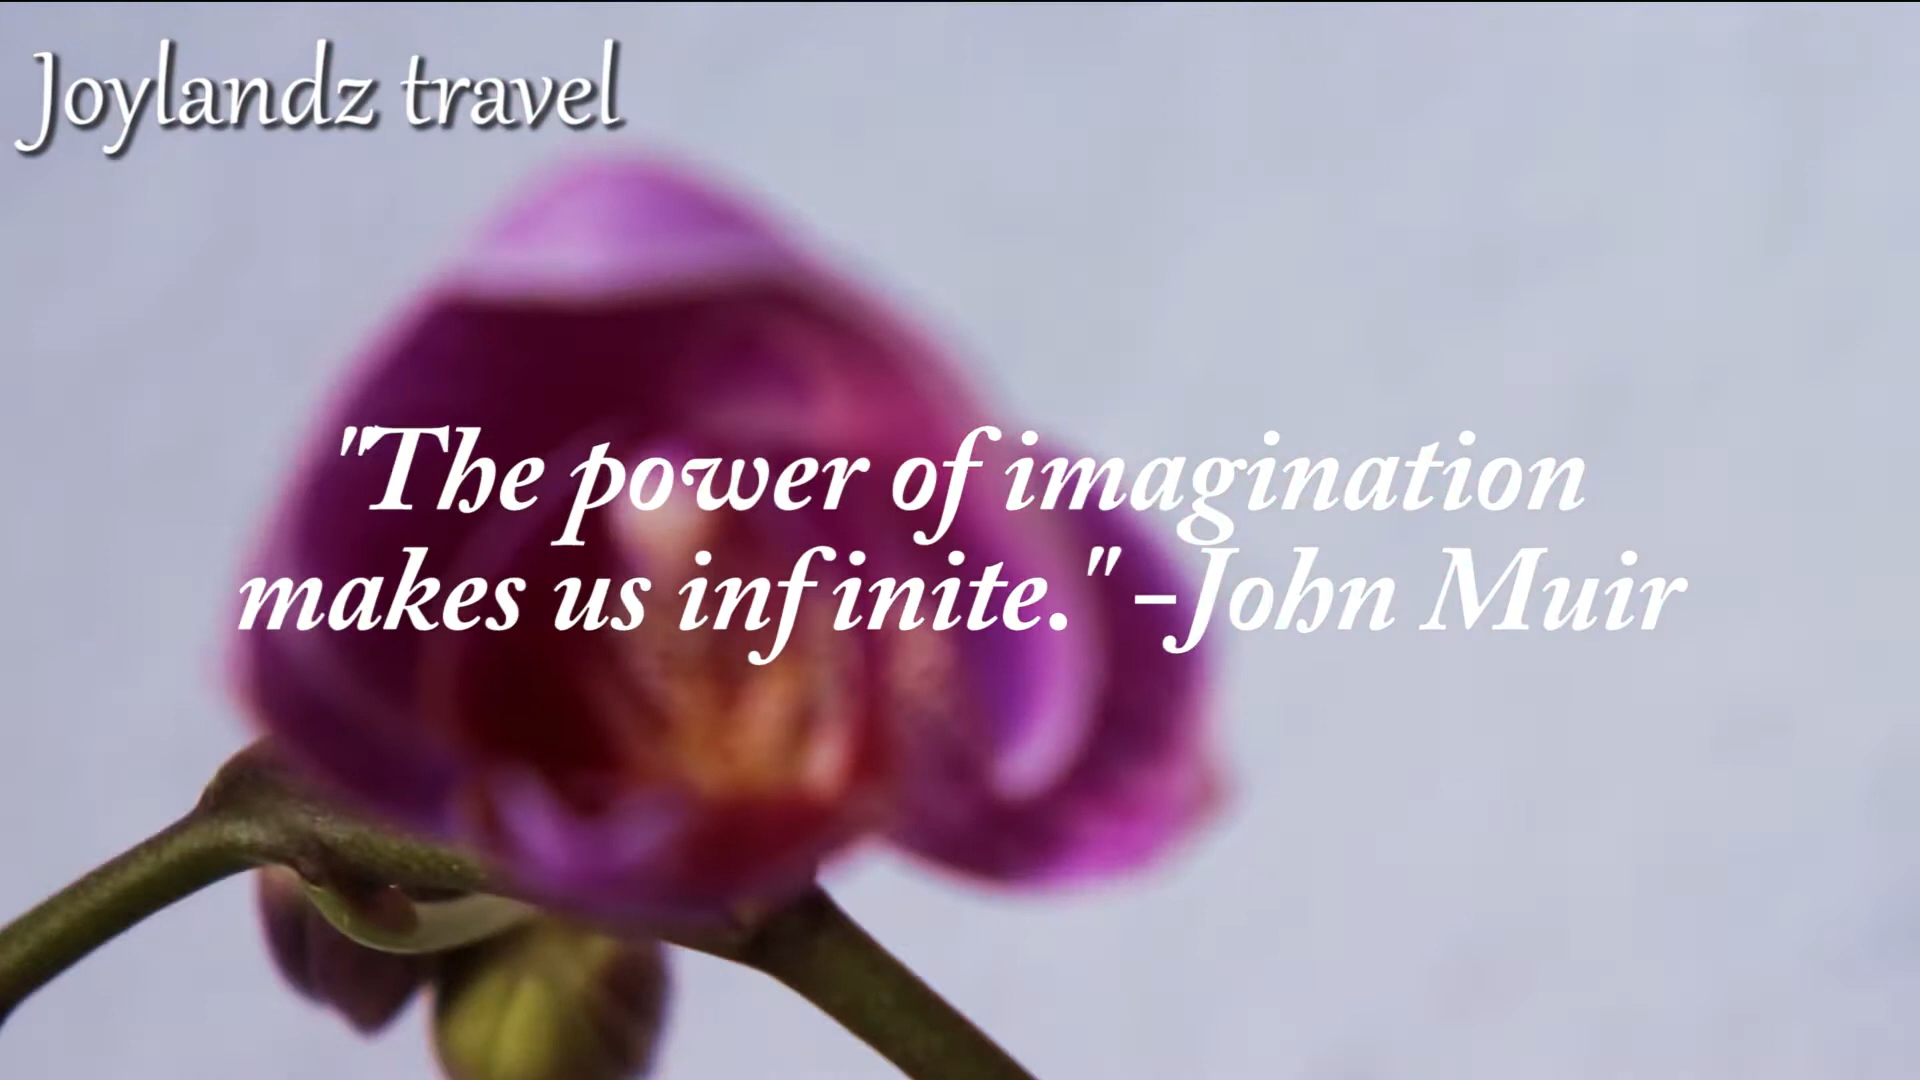 Joylandz travel
"The power of imagination
makes us infinite." -John Muir